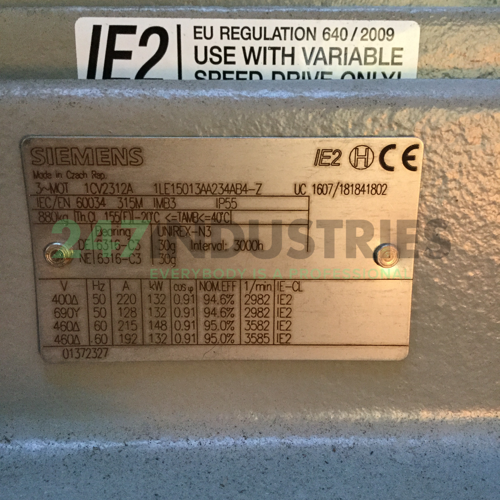 IE2
EU REGULATION 640/2009
USE WITH VARIABLE
SPEED DRIVE ONLY!
SIEMENS
IE2 H CE
Made in Czech Rep.
3~MOT 1CV2312A 1LE15013AA234AB4-Z UC 1607/181841802
IEC/EN 60034 315M IMB3 IP55
880kg Th.Cl. 155(F) -20°C <=TAMB<= 40°C
Bearing UNIREX-N3
DE 6316-C3 30g Interval: 3000h
NE 6316-C3 30g
247 INDUSTRIES
EVERYBODY IS A FRIEND
V Hz A kW cosφ NOM.EFF 1/min IE-CL
400Δ 50 220 132 0.91 94.6% 2982 IE2
690Y 50 128 132 0.91 94.6% 2982 IE2
460Δ 60 215 148 0.91 95.0% 3582 IE2
460Δ 60 192 132 0.91 95.0% 3585 IE2
01372327